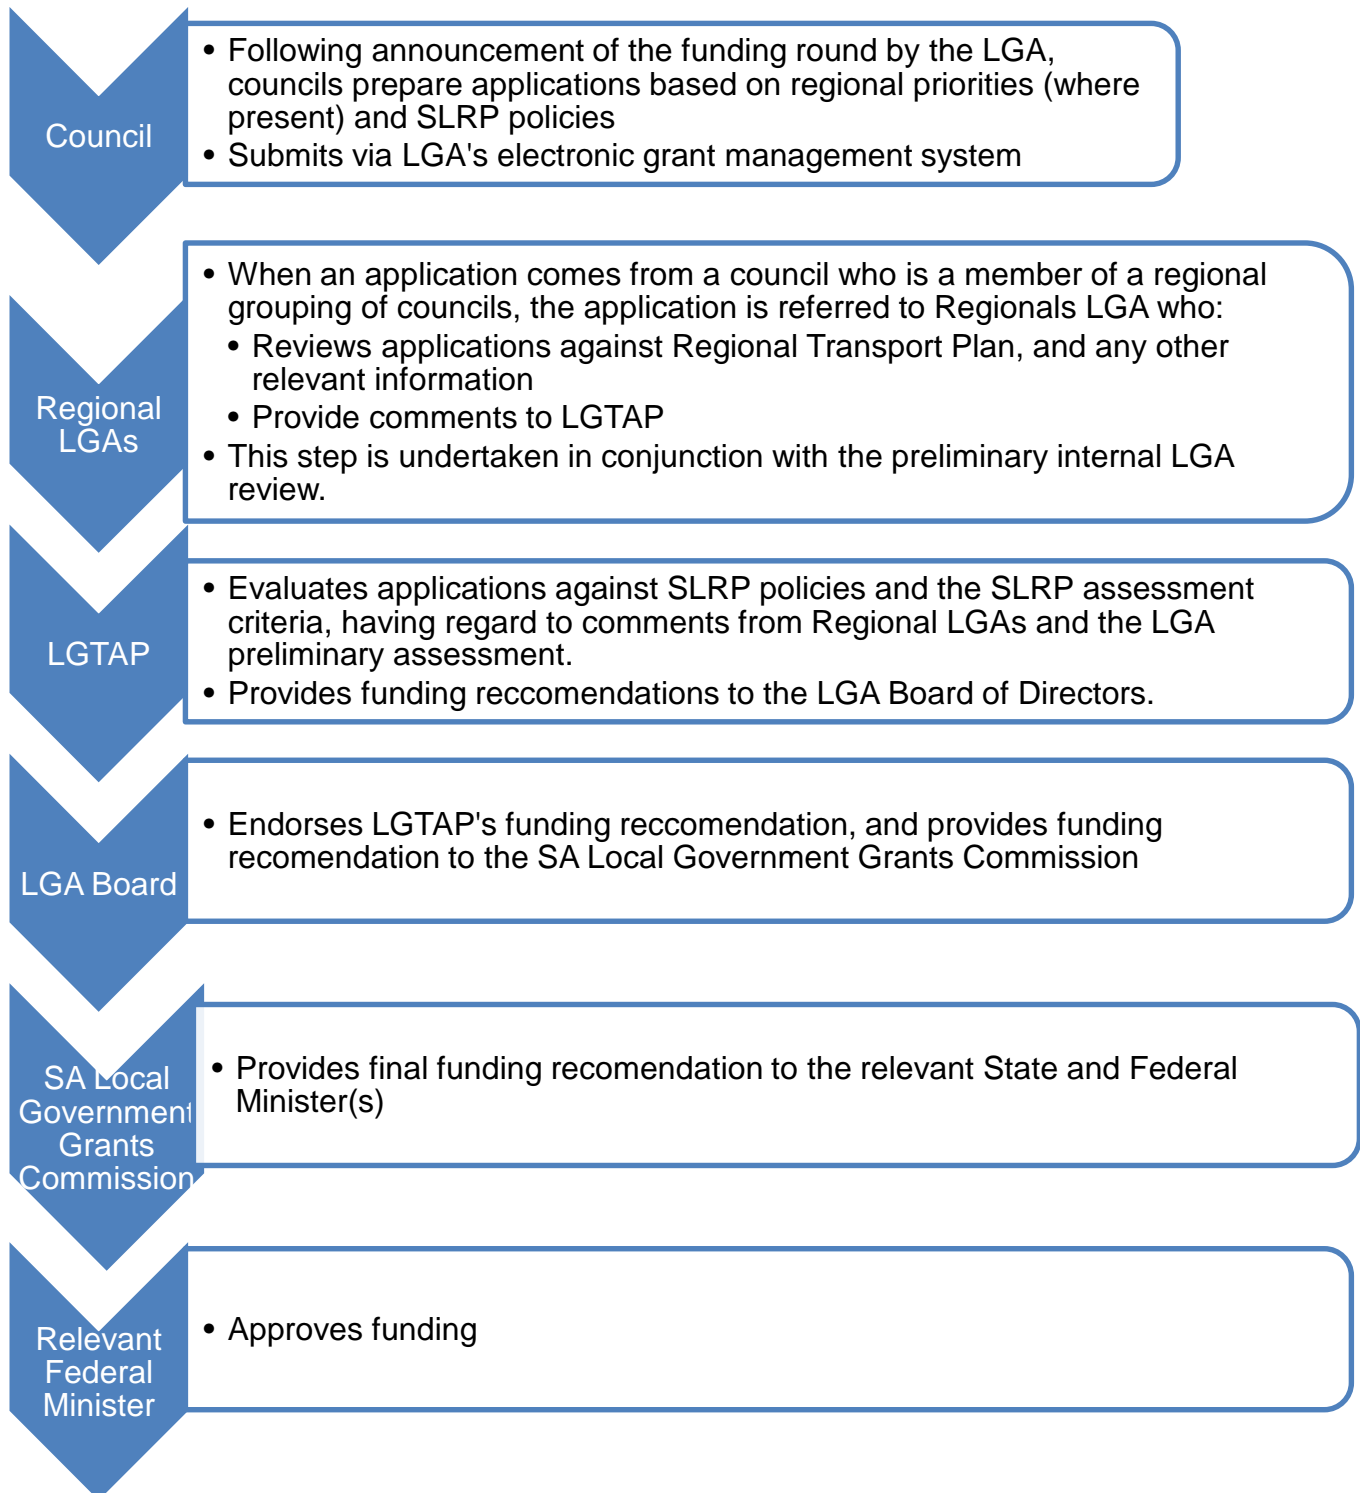 Council
• Following announcement of the funding round by the LGA,
councils prepare applications based on regional priorities (where
present) and SLRP policies
• Submits via LGA's electronic grant management system
Regional
LGAs
• When an application comes from a council who is a member of a regional
grouping of councils, the application is referred to Regionals LGA who:
• Reviews applications against Regional Transport Plan, and any other
relevant information
• Provide comments to LGTAP
• This step is undertaken in conjunction with the preliminary internal LGA
review.
LGTAP
• Evaluates applications against SLRP policies and the SLRP assessment
criteria, having regard to comments from Regional LGAs and the LGA
preliminary assessment.
• Provides funding reccomendations to the LGA Board of Directors.
LGA Board
• Endorses LGTAP's funding reccomendation, and provides funding
recomendation to the SA Local Government Grants Commission
SA Local
Government
Grants
Commission
• Provides final funding recomendation to the relevant State and Federal
Minister(s)
Relevant
Federal
Minister
• Approves funding